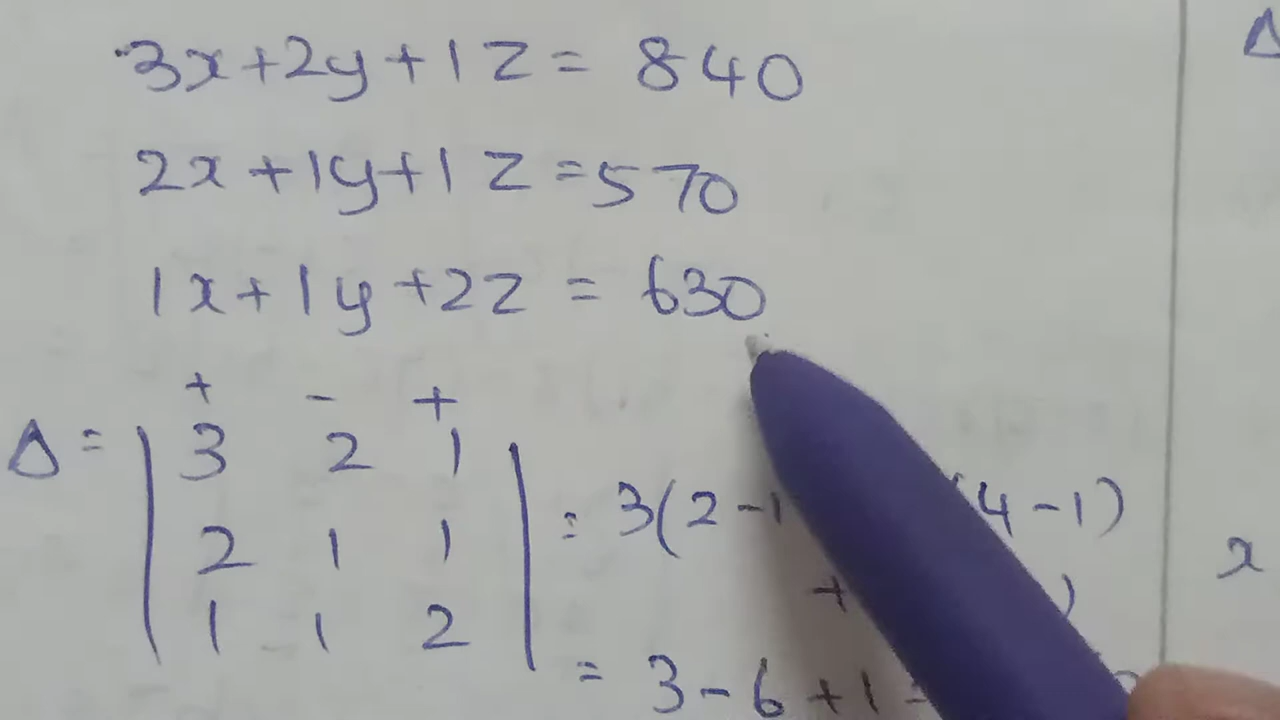 3x+2y+1z= 840
2x+1y+1z=570
1x+1y+2z = 630
+ - +
Δ= | 3 2 1 | = 3(2-1 (4-1)
2 1 1 + )
1 1 2
= 3-6+1
Δ
x